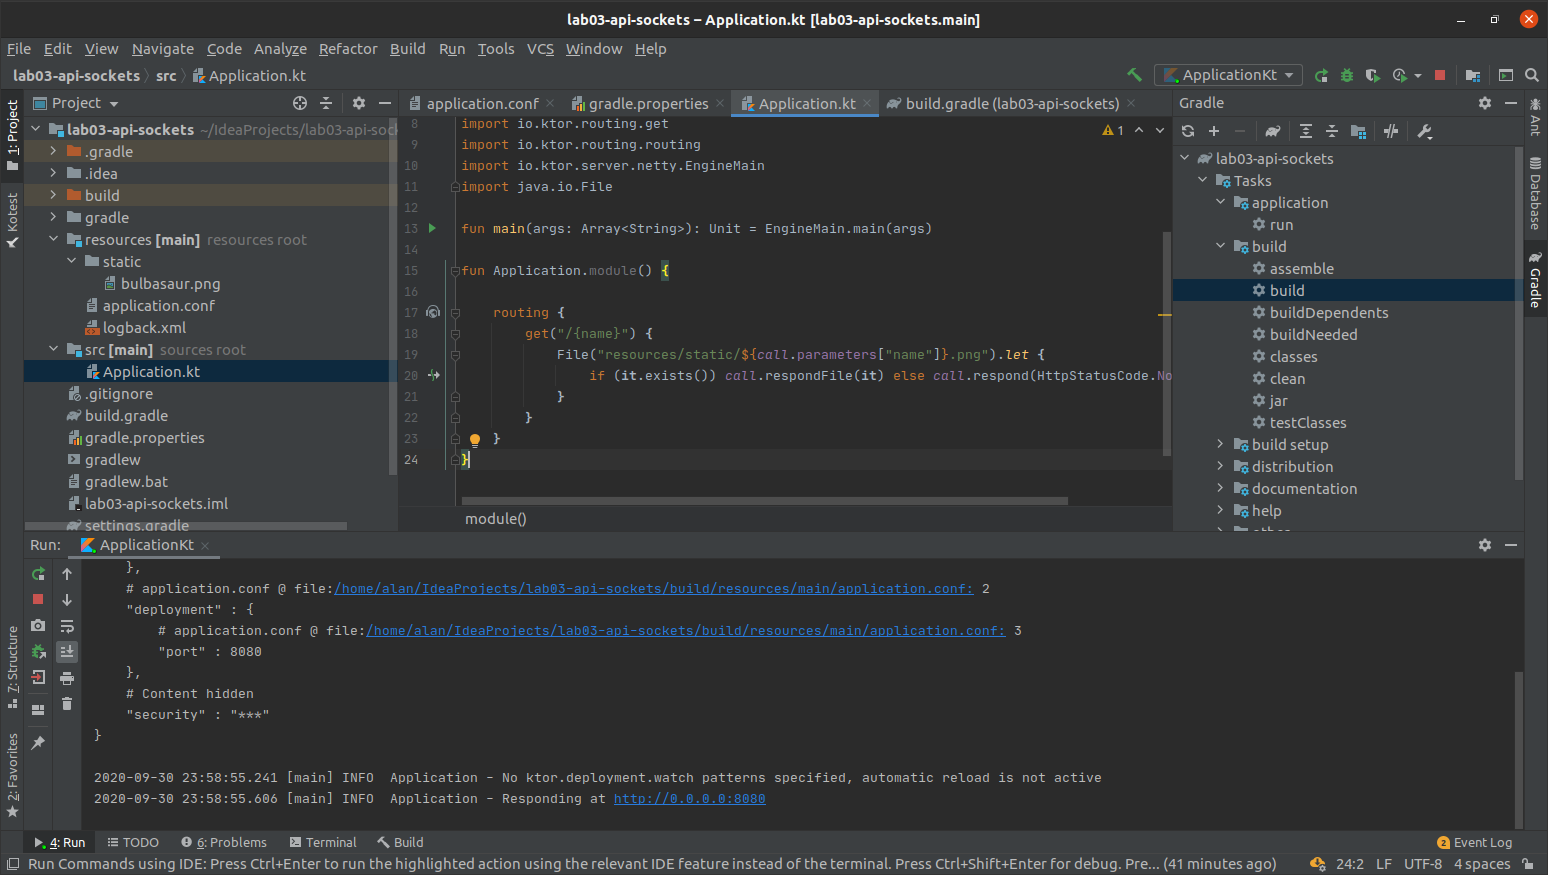 lab03-api-sockets – Application.kt [lab03-api-sockets.main]
File Edit View Navigate Code Analyze Refactor Build Run Tools VCS Window Help
lab03-api-sockets src Application.kt
ApplicationKt
1: Project
Kotest
7: Structure
2: Favorites
Project
lab03-api-sockets ~/IdeaProjects/lab03-api-sock
.gradle
.idea
build
gradle
resources [main] resources root
static
bulbasaur.png
application.conf
logback.xml
src [main] sources root
Application.kt
.gitignore
build.gradle
gradle.properties
gradlew
gradlew.bat
lab03-api-sockets.iml
settings.gradle
application.conf gradle.properties Application.kt build.gradle (lab03-api-sockets)
1
8 import io.ktor.routing.get
9 import io.ktor.routing.routing
10 import io.ktor.server.netty.EngineMain
11 import java.io.File
12
13 fun main(args: Array<String>): Unit = EngineMain.main(args)
14
15 fun Application.module() {
16
17 routing {
18 get("/{name}") {
19 File("resources/static/${call.parameters["name"]}.png").let {
20 if (it.exists()) call.respondFile(it) else call.respond(HttpStatusCode.No
21 }
22 }
23 }
24 }
module()
Gradle
lab03-api-sockets
Tasks
application
run
build
assemble
build
buildDependents
buildNeeded
classes
clean
jar
testClasses
build setup
distribution
documentation
help
other
Ant
Database
Gradle
Run: ApplicationKt
},
# application.conf @ file:/home/alan/IdeaProjects/lab03-api-sockets/build/resources/main/application.conf: 2
"deployment" : {
# application.conf @ file:/home/alan/IdeaProjects/lab03-api-sockets/build/resources/main/application.conf: 3
"port" : 8080
},
# Content hidden
"security" : "***"
}
2020-09-30 23:58:55.241 [main] INFO Application - No ktor.deployment.watch patterns specified, automatic reload is not active
2020-09-30 23:58:55.606 [main] INFO Application - Responding at http://0.0.0.0:8080
4: Run TODO 6: Problems Terminal Build 2 Event Log
Run Commands using IDE: Press Ctrl+Enter to run the highlighted action using the relevant IDE feature instead of the terminal. Press Ctrl+Shift+Enter for debug. Pre... (41 minutes ago) 24:2 LF UTF-8 4 spaces